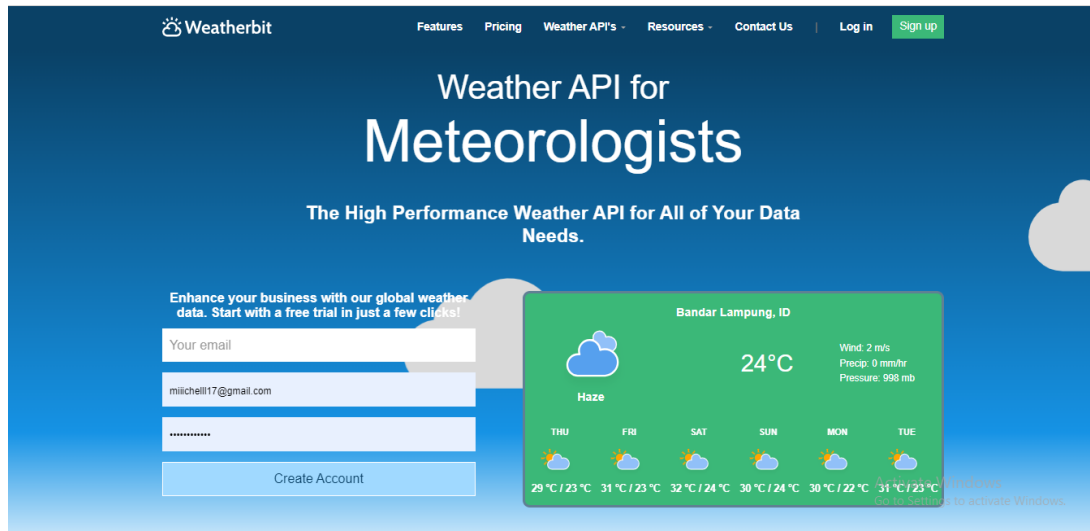 Weatherbit
Features Pricing Weather API's Resources Contact Us | Log in Sign up
Weather API for
Meteorologists
The High Performance Weather API for All of Your Data
Needs.
Enhance your business with our global weather
data. Start with a free trial in just a few clicks!
Your email
miiichelll17@gmail.com
••••••••••••
Create Account
Bandar Lampung, ID
Haze
24°C
Wind: 2 m/s
Precip: 0 mm/hr
Pressure: 998 mb
THU FRI SAT SUN MON TUE
29 °C / 23 °C 31 °C / 23 °C 32 °C / 24 °C 30 °C / 24 °C 30 °C / 22 °C 31 °C / 23 °C
Activate Windows
Go to Settings to activate Windows.